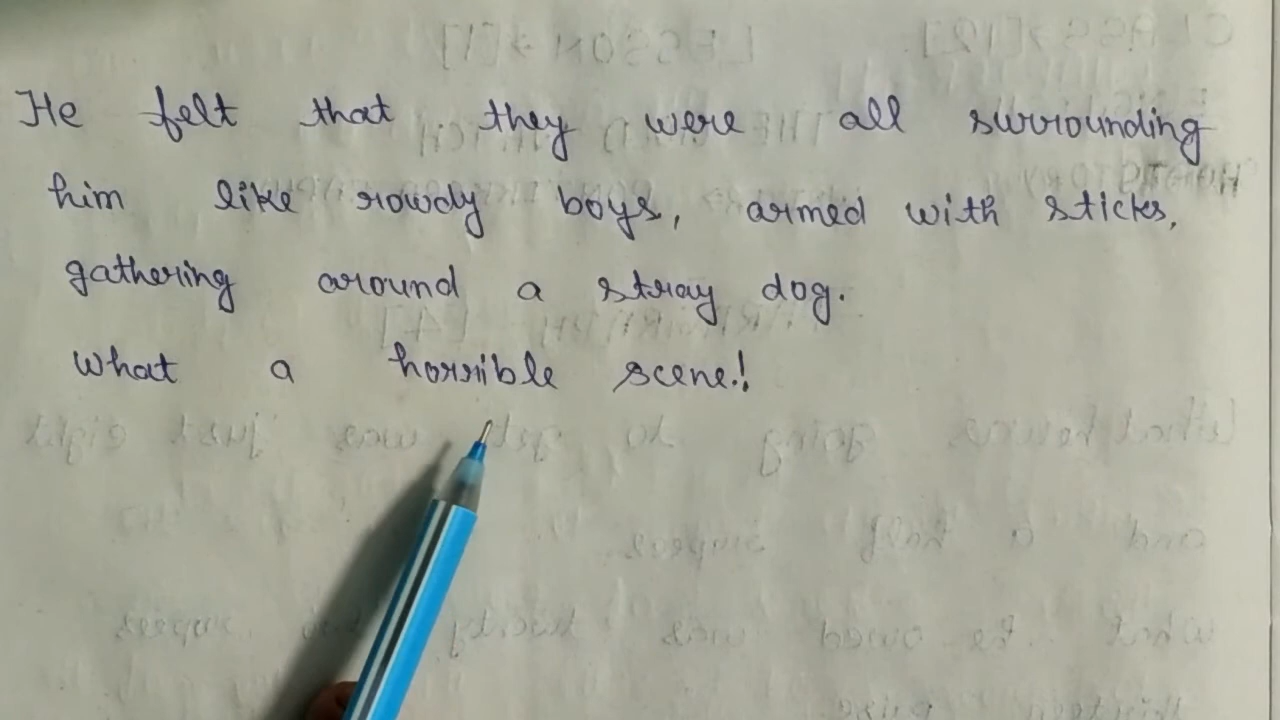 He felt that they were all surrounding
him like rowdy boys, armed with sticks,
gathering around a stray dog.
What a horrible scene.!